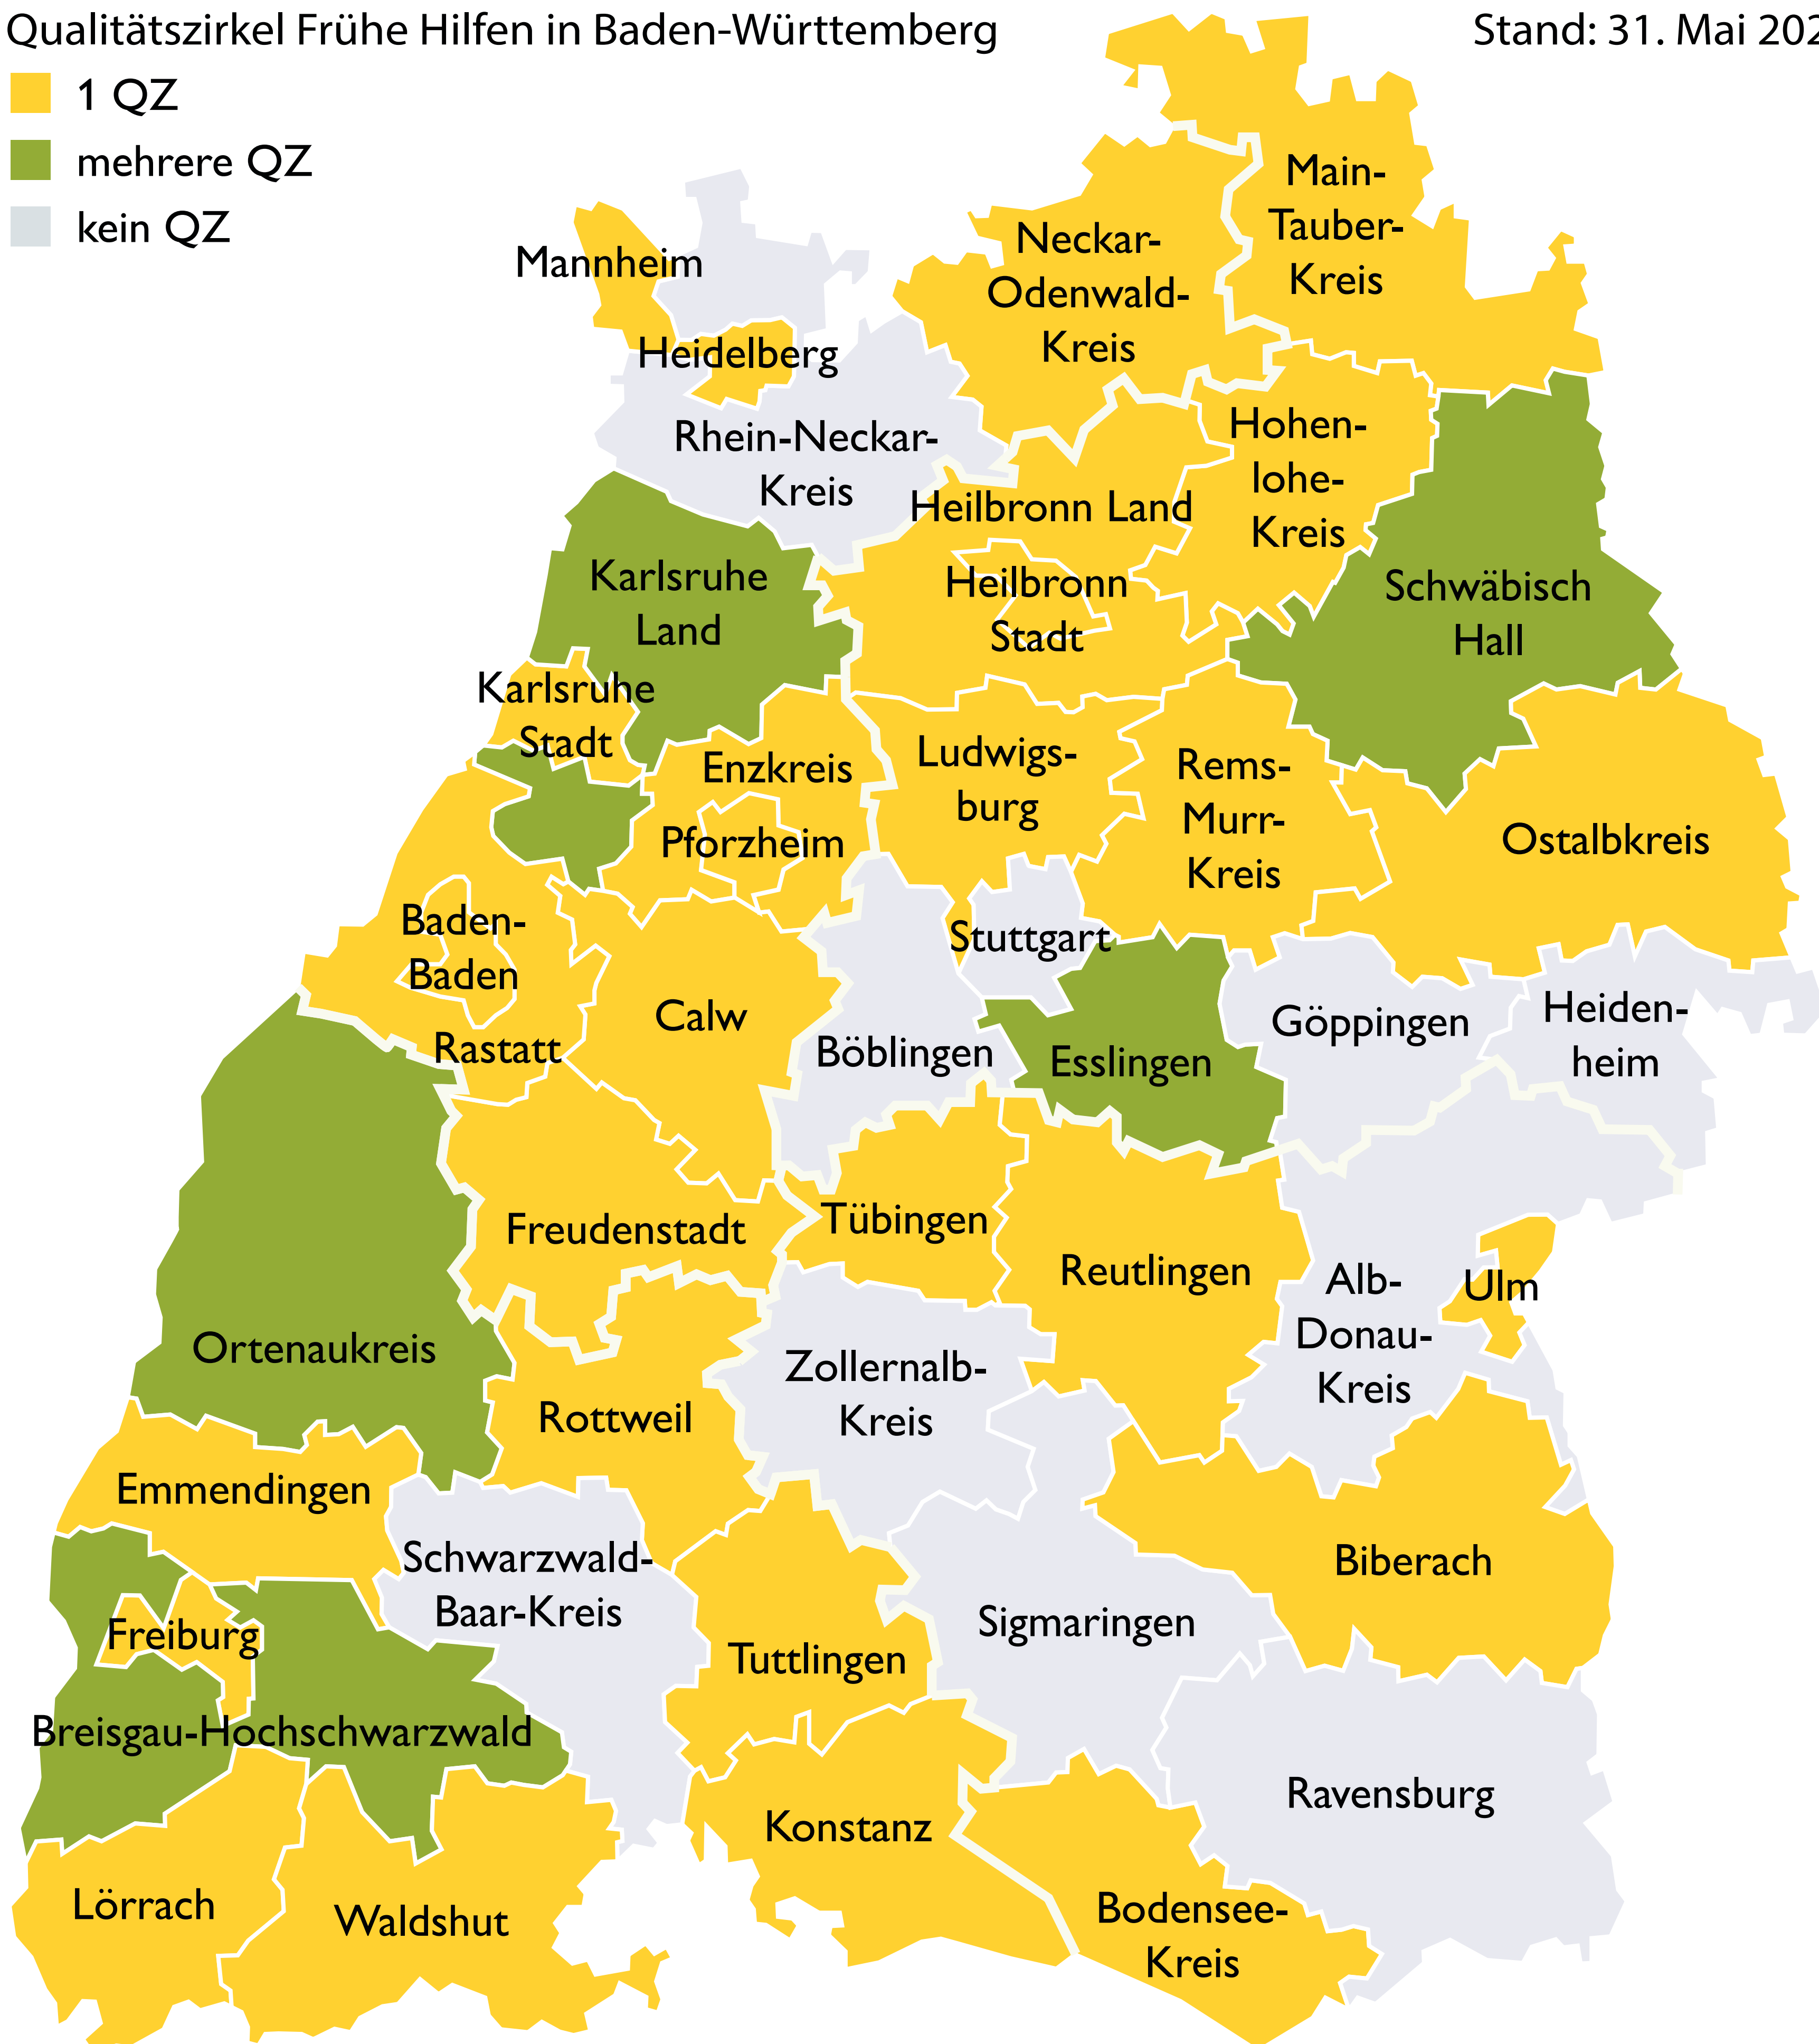 Qualitätszirkel Frühe Hilfen in Baden-Württemberg
Stand: 31. Mai 202
1 QZ
mehrere QZ
kein QZ
Main-
Tauber-
Kreis
Neckar-
Odenwald-
Kreis
Mannheim
Heidelberg
Rhein-Neckar-
Kreis
Hohen-
lohe-
Kreis
Heilbronn Land
Heilbronn
Stadt
Schwäbisch
Hall
Karlsruhe
Land
Karlsruhe
Stadt
Enzkreis
Pforzheim
Ludwigs-
burg
Rems-
Murr-
Kreis
Ostalbkreis
Baden-
Baden
Rastatt
Calw
Böblingen
Stuttgart
Esslingen
Göppingen
Heiden-
heim
Freudenstadt
Tübingen
Reutlingen
Alb-
Donau-
Kreis
Ulm
Ortenaukreis
Rottweil
Zollernalb-
Kreis
Emmendingen
Schwarzwald-
Baar-Kreis
Biberach
Freiburg
Tuttlingen
Sigmaringen
Breisgau-Hochschwarzwald
Konstanz
Ravensburg
Lörrach
Waldshut
Bodensee-
Kreis